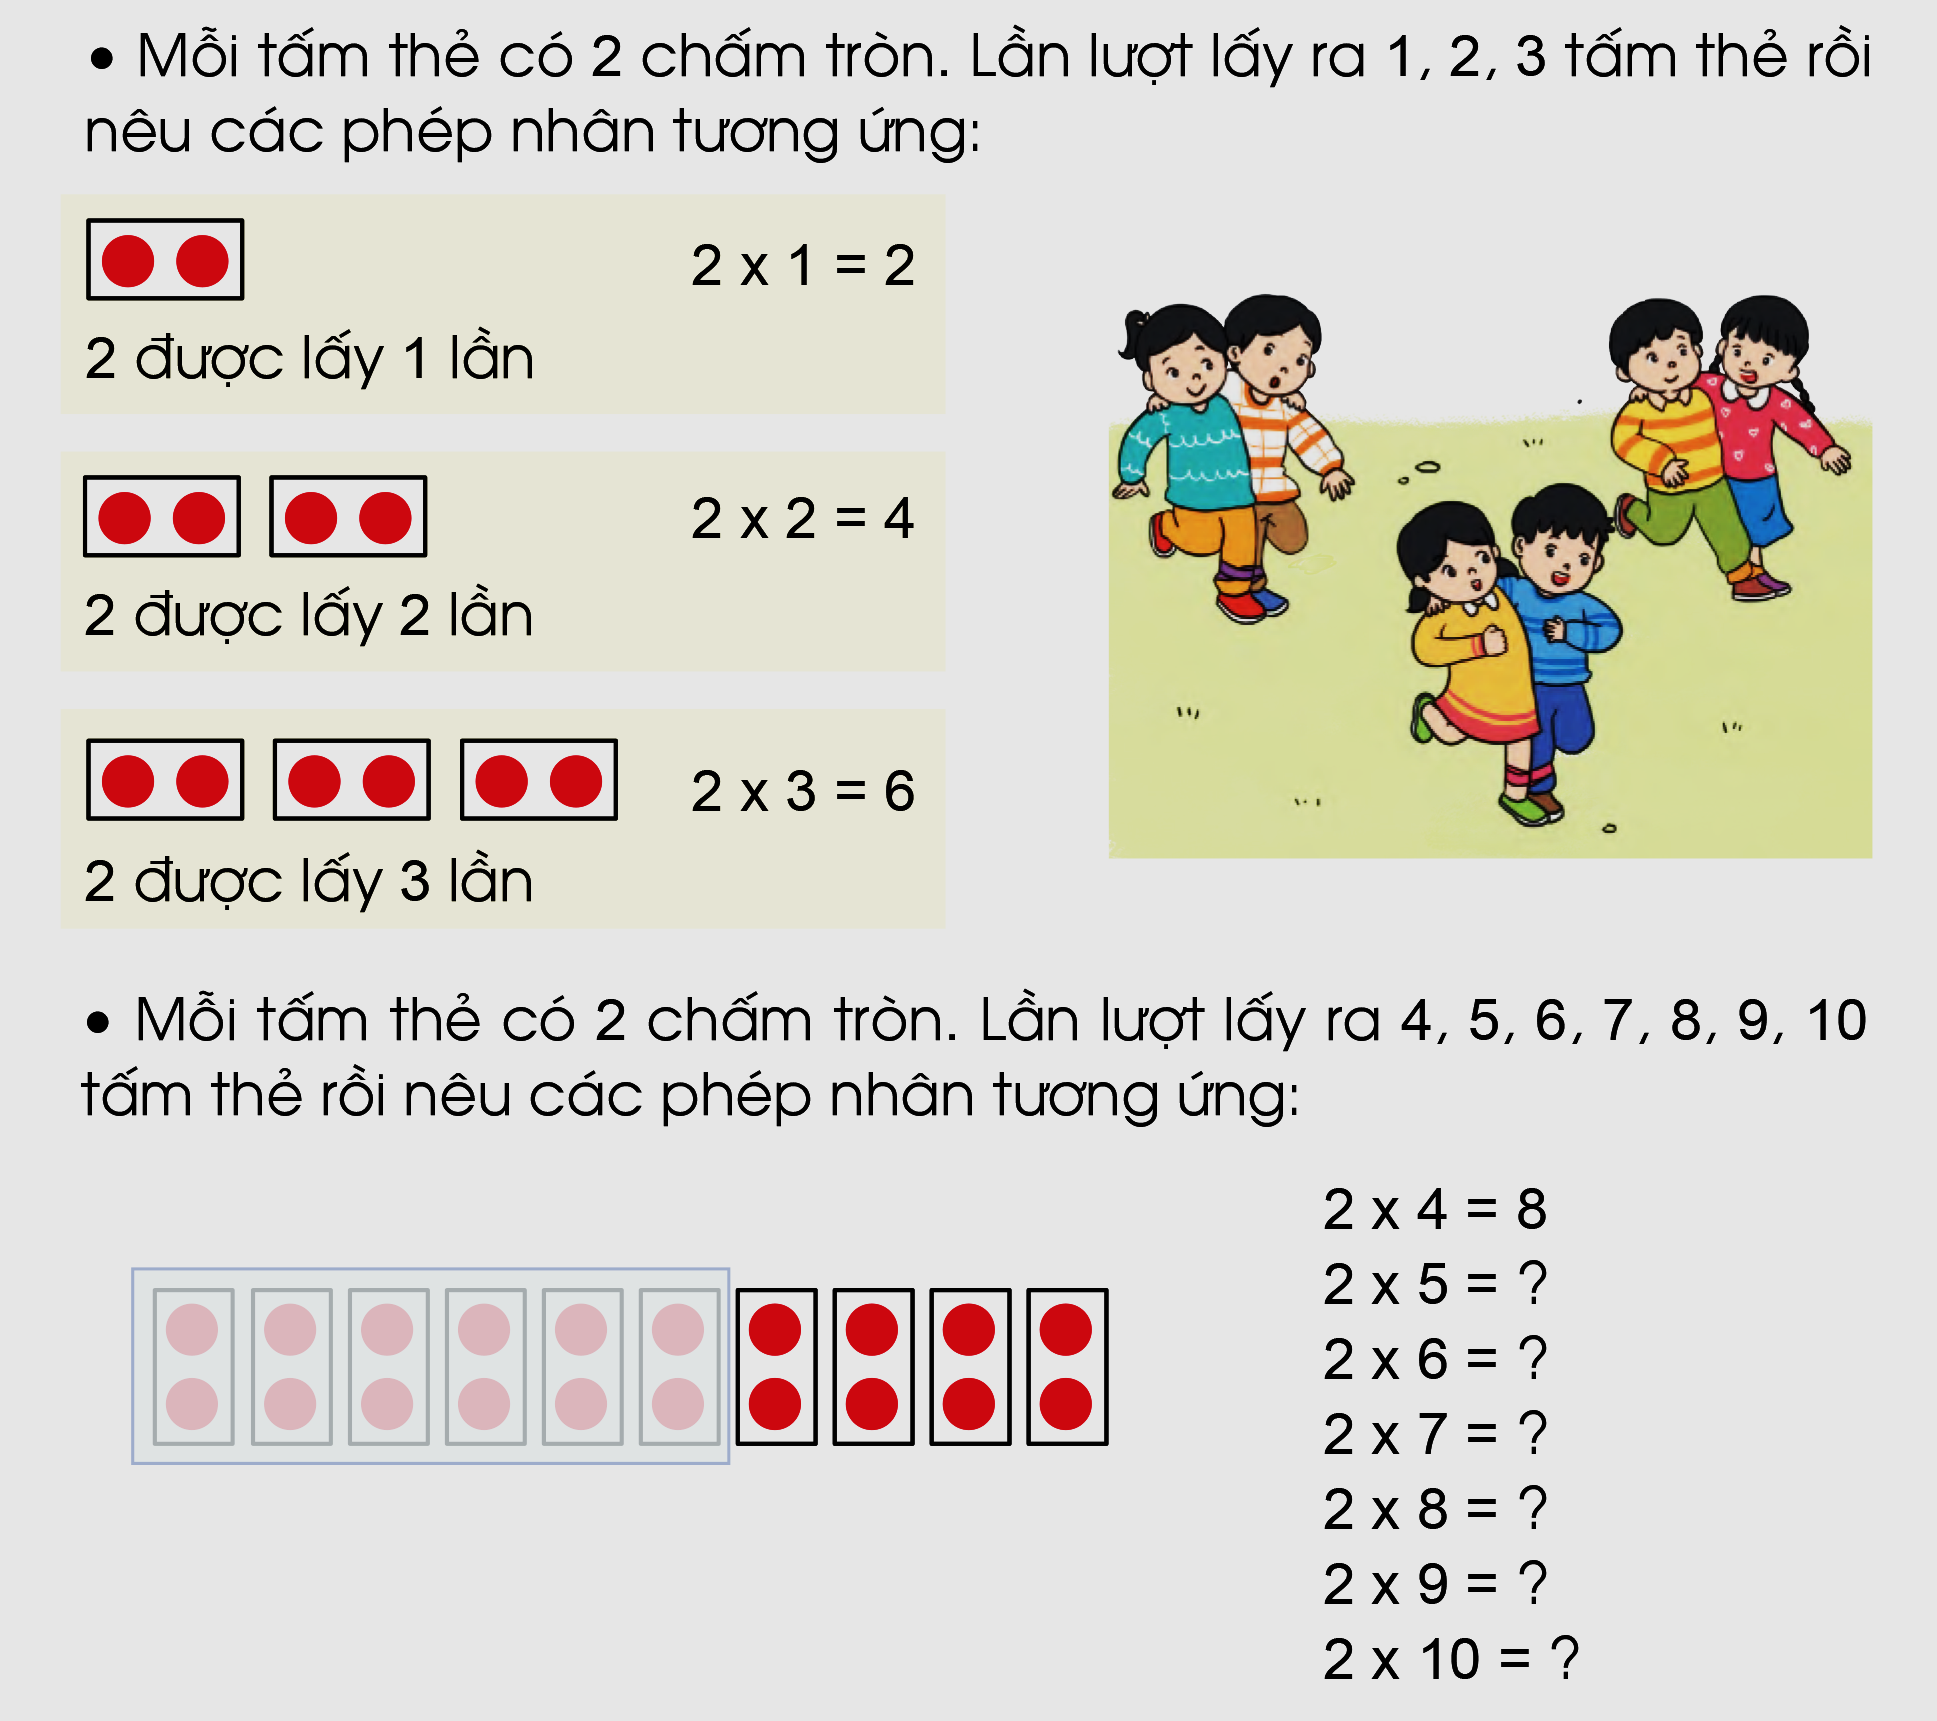 • Mỗi tấm thẻ có 2 chấm tròn. Lần lượt lấy ra 1, 2, 3 tấm thẻ rồi
nêu các phép nhân tương ứng:
2 x 1 = 2
2 được lấy 1 lần
2 x 2 = 4
2 được lấy 2 lần
2 x 3 = 6
2 được lấy 3 lần
• Mỗi tấm thẻ có 2 chấm tròn. Lần lượt lấy ra 4, 5, 6, 7, 8, 9, 10
tấm thẻ rồi nêu các phép nhân tương ứng:
2 x 4 = 8
2 x 5 = ?
2 x 6 = ?
2 x 7 = ?
2 x 8 = ?
2 x 9 = ?
2 x 10 = ?